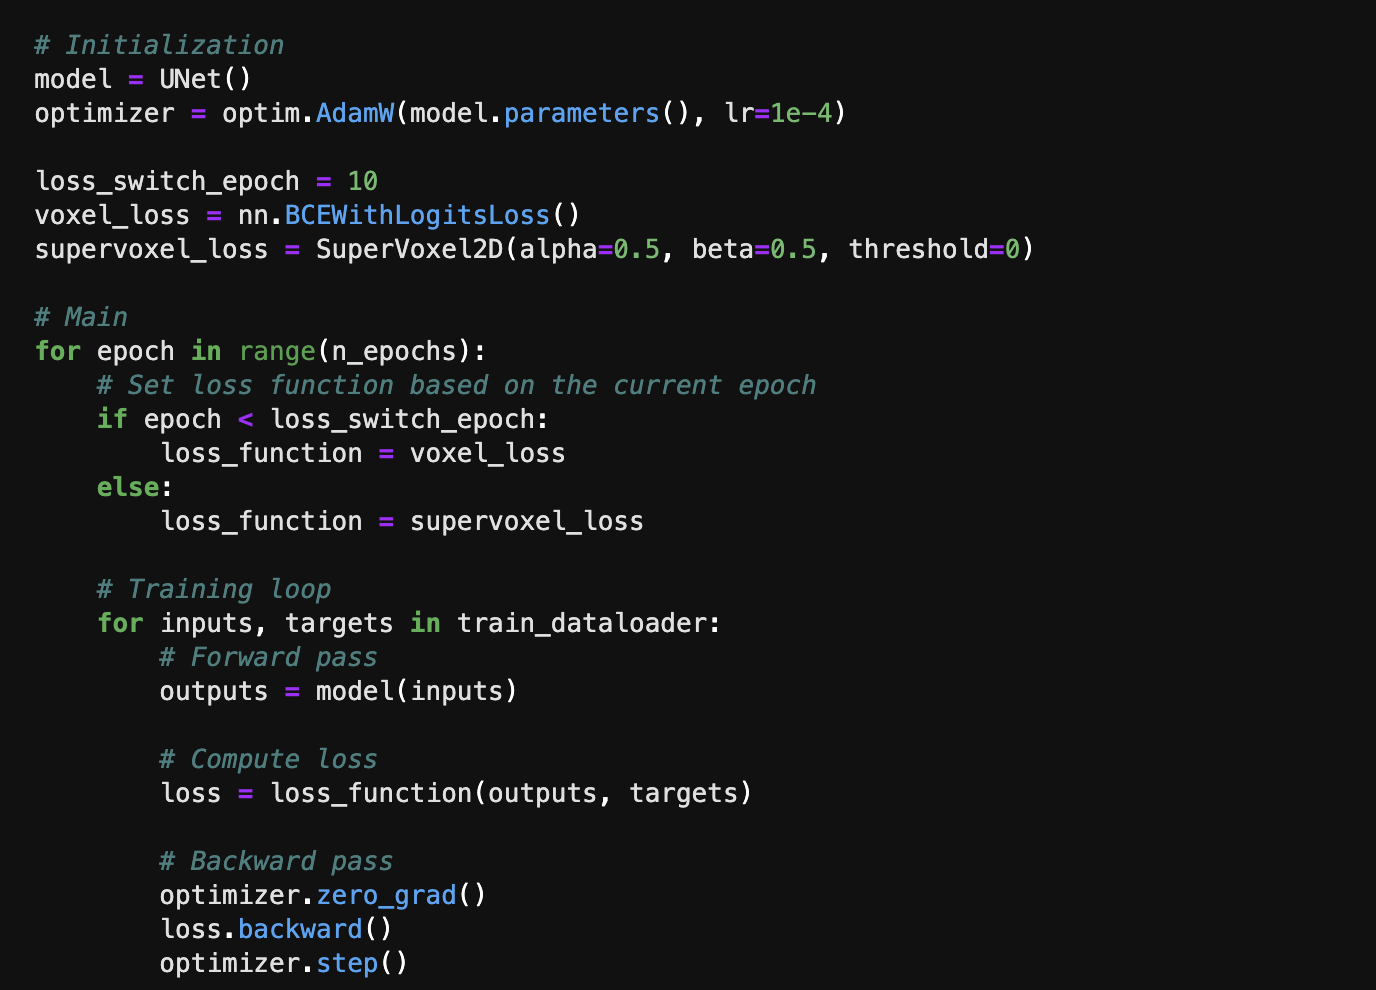 # Initialization
model = UNet()
optimizer = optim.AdamW(model.parameters(), lr=1e-4)

loss_switch_epoch = 10
voxel_loss = nn.BCEWithLogitsLoss()
supervoxel_loss = SuperVoxel2D(alpha=0.5, beta=0.5, threshold=0)

# Main
for epoch in range(n_epochs):
    # Set loss function based on the current epoch
    if epoch < loss_switch_epoch:
        loss_function = voxel_loss
    else:
        loss_function = supervoxel_loss

    # Training loop
    for inputs, targets in train_dataloader:
        # Forward pass
        outputs = model(inputs)

        # Compute loss
        loss = loss_function(outputs, targets)

        # Backward pass
        optimizer.zero_grad()
        loss.backward()
        optimizer.step()